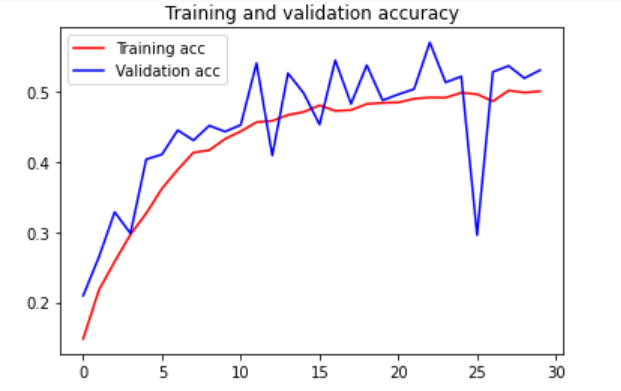 Training and validation accuracy
Training acc
Validation acc
0.5
0.4
0.3
0.2
0 5 10 15 20 25 30